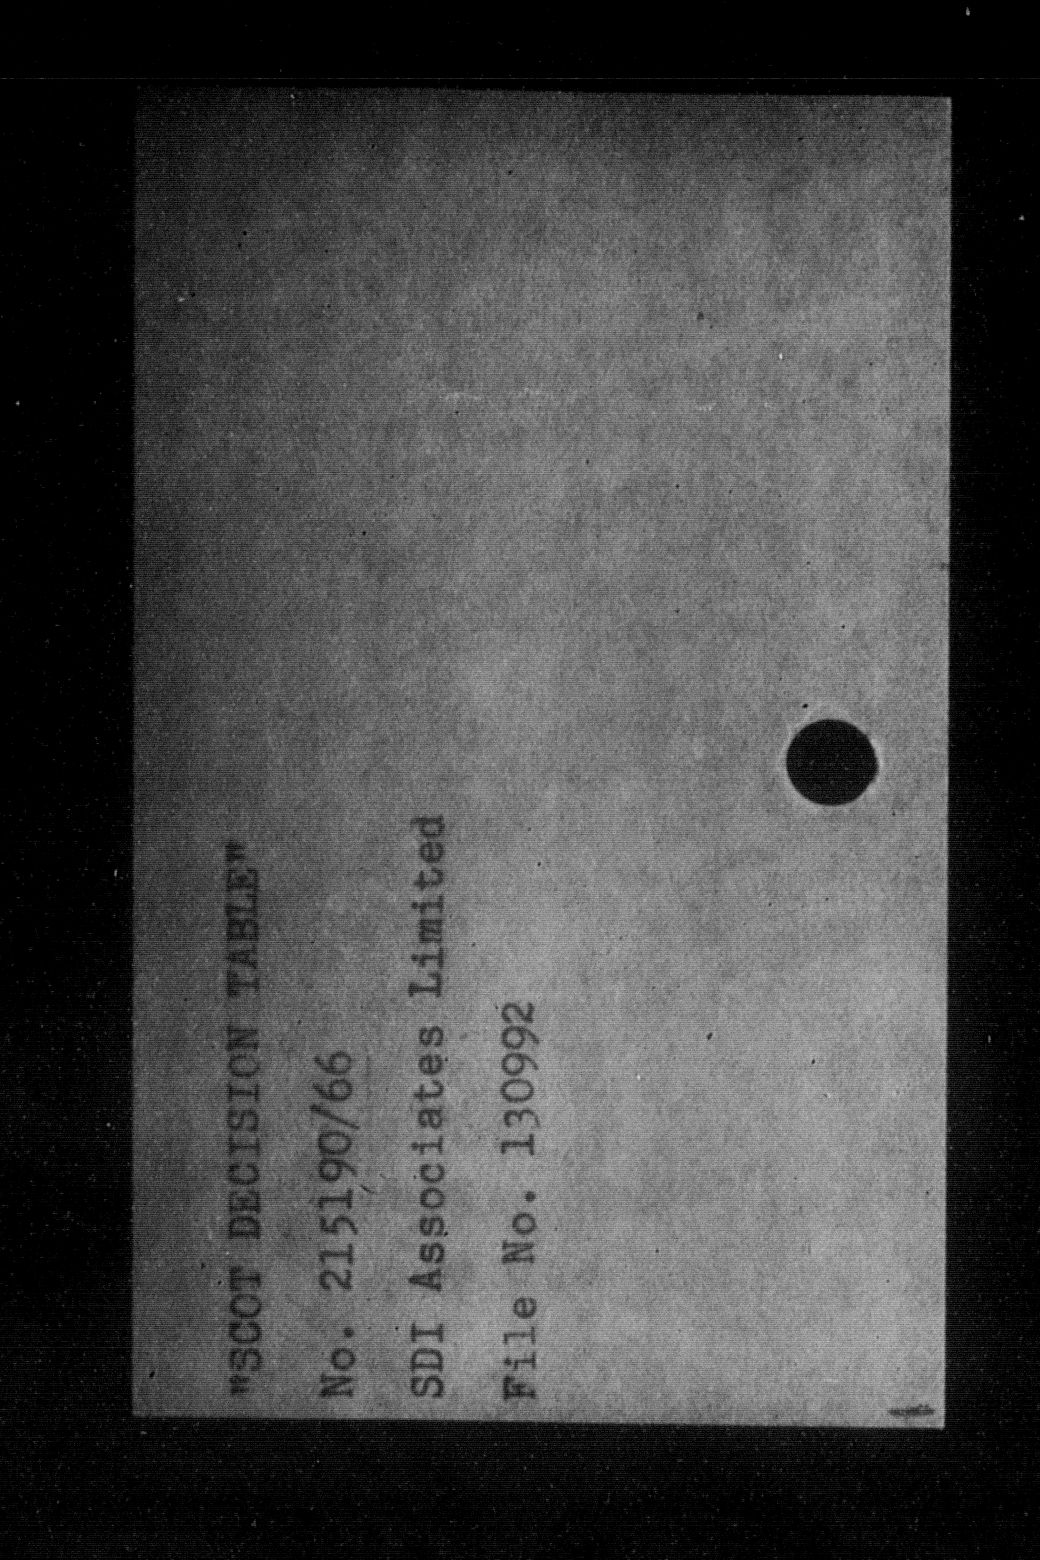 "SCOT DECISION TABLE"
No. 215190/66
SDI Associates Limited
File No. 130992